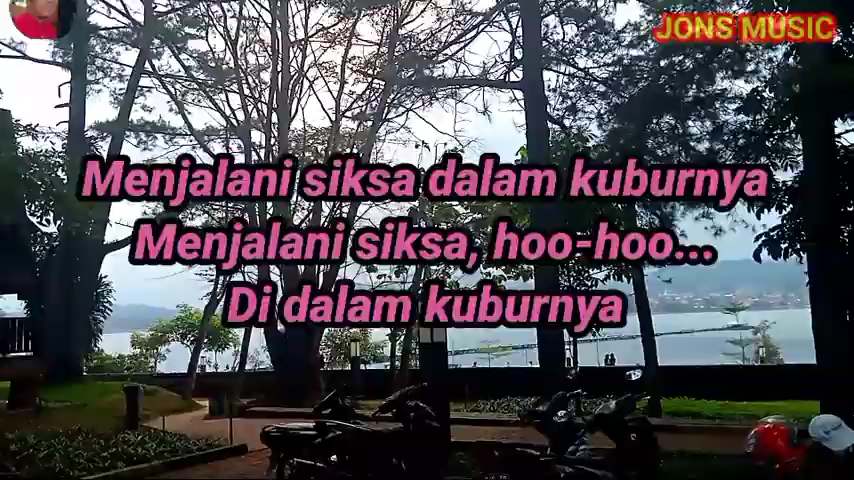 JONS MUSIC
Menjalani siksa dalam kuburnya
Menjalani siksa, hoo-hoo...
Di dalam kuburnya